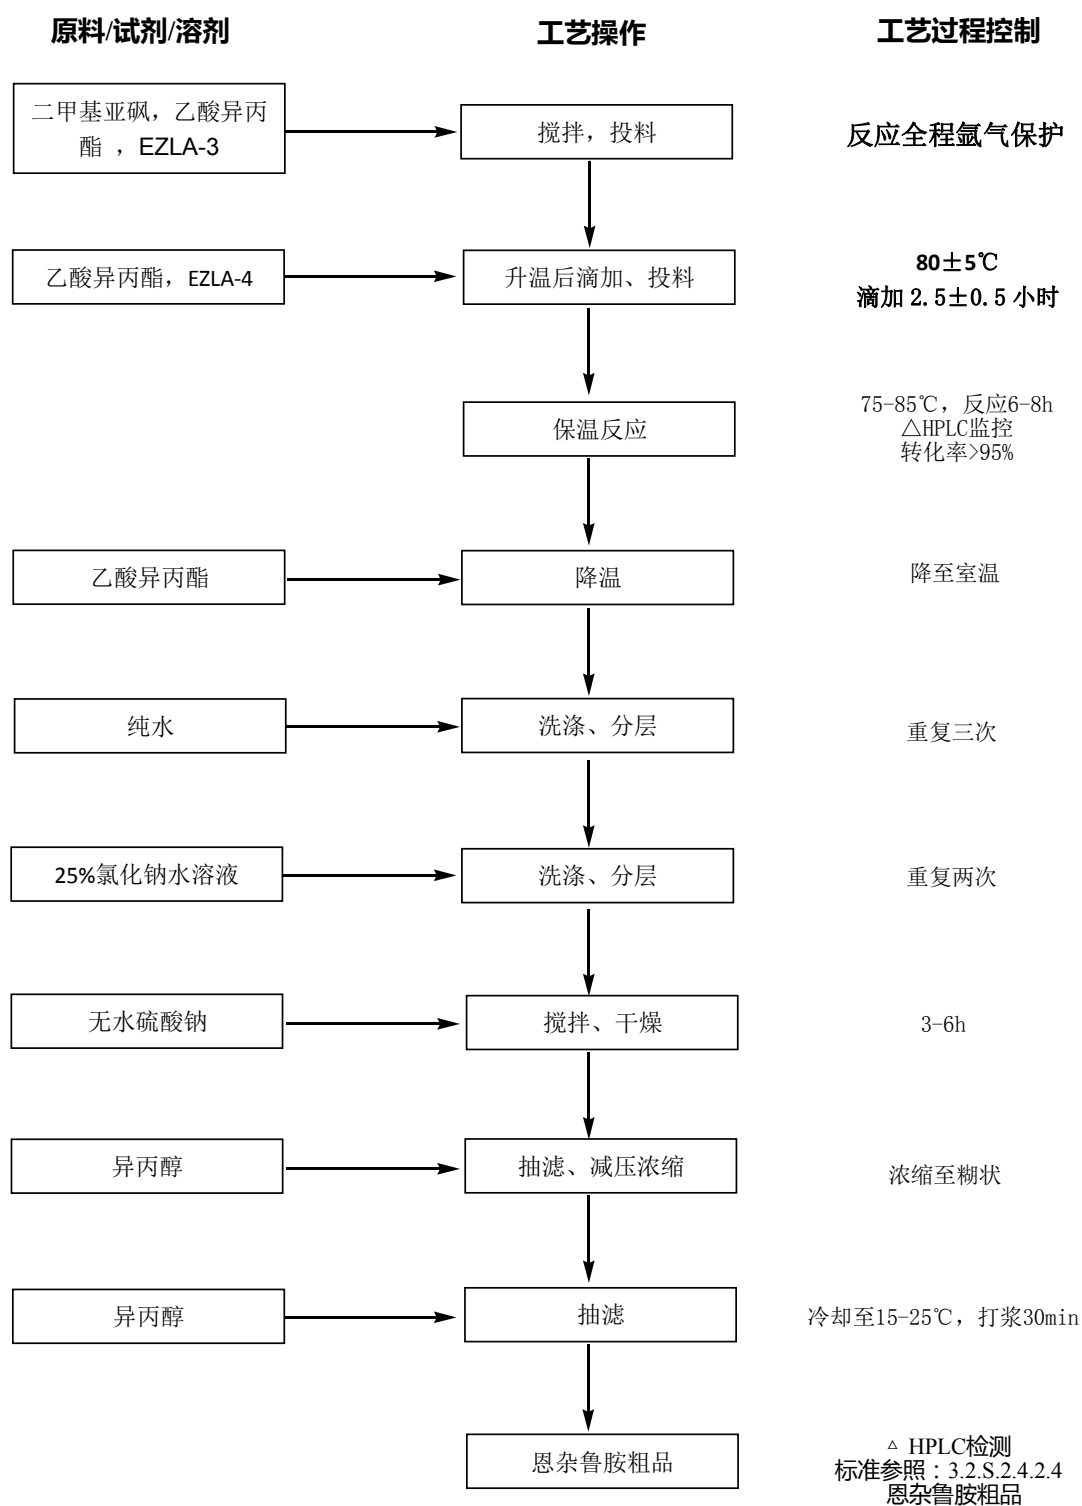 原料/试剂/溶剂
工艺操作
工艺过程控制
二甲基亚砜，乙酸异丙
酯 ，EZLA-3
搅拌，投料
反应全程氩气保护
乙酸异丙酯，EZLA-4
升温后滴加、投料
80±5℃
滴加 2.5±0.5 小时
保温反应
75-85℃，反应6-8h
△HPLC监控
转化率>95%
乙酸异丙酯
降温
降至室温
纯水
洗涤、分层
重复三次
25%氯化钠水溶液
洗涤、分层
重复两次
无水硫酸钠
搅拌、干燥
3-6h
异丙醇
抽滤、减压浓缩
浓缩至糊状
异丙醇
抽滤
冷却至15-25℃，打浆30min
恩杂鲁胺粗品
△ HPLC检测
标准参照：3.2.S.2.4.2.4
恩杂鲁胺粗品